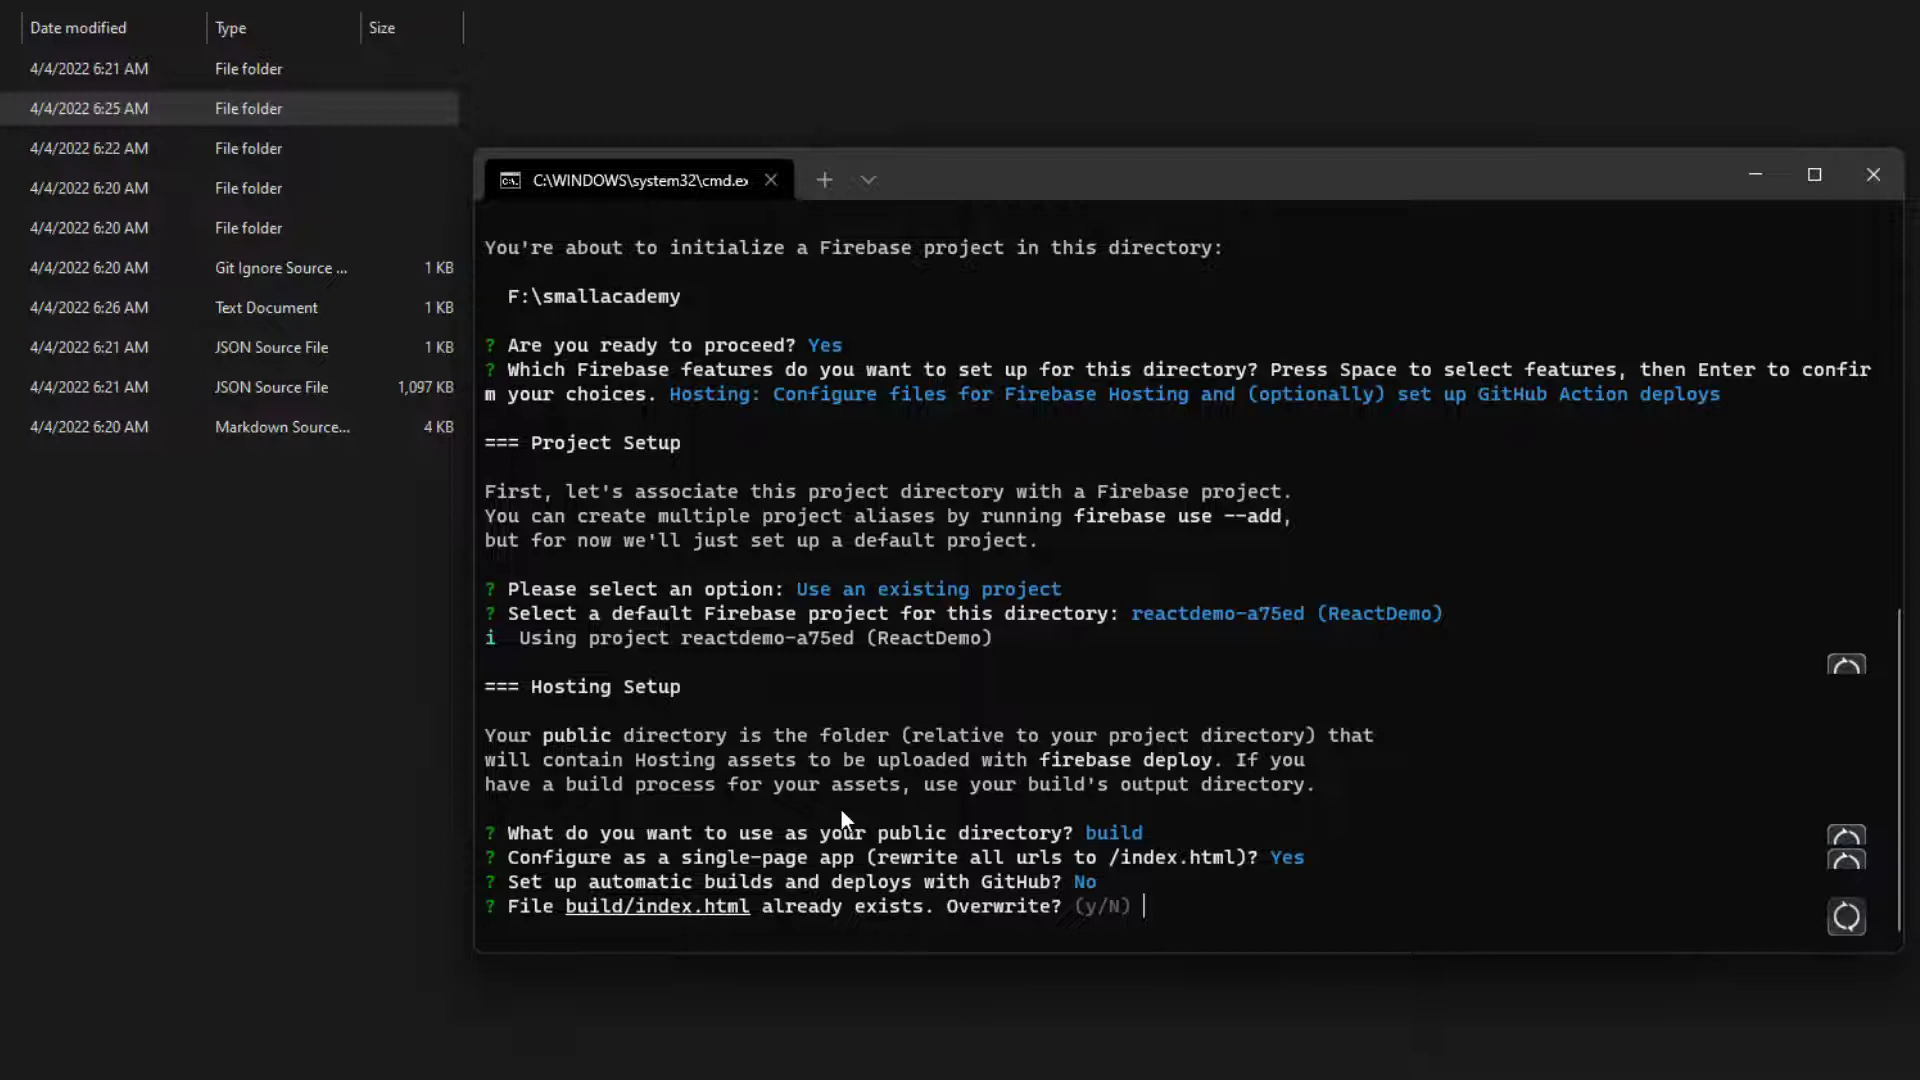 Date modified Type Size
4/4/2022 6:21 AM File folder
4/4/2022 6:25 AM File folder
4/4/2022 6:22 AM File folder
4/4/2022 6:20 AM File folder
4/4/2022 6:20 AM File folder
4/4/2022 6:20 AM Git Ignore Source ... 1 KB
4/4/2022 6:26 AM Text Document 1 KB
4/4/2022 6:21 AM JSON Source File 1 KB
4/4/2022 6:21 AM JSON Source File 1,097 KB
4/4/2022 6:20 AM Markdown Source... 4 KB
C:\WINDOWS\system32\cmd.ex
You're about to initialize a Firebase project in this directory:
F:\smallacademy
? Are you ready to proceed? Yes
? Which Firebase features do you want to set up for this directory? Press Space to select features, then Enter to confir
m your choices. Hosting: Configure files for Firebase Hosting and (optionally) set up GitHub Action deploys
=== Project Setup
First, let's associate this project directory with a Firebase project.
You can create multiple project aliases by running firebase use --add,
but for now we'll just set up a default project.
? Please select an option: Use an existing project
? Select a default Firebase project for this directory: reactdemo-a75ed (ReactDemo)
i Using project reactdemo-a75ed (ReactDemo)
=== Hosting Setup
Your public directory is the folder (relative to your project directory) that
will contain Hosting assets to be uploaded with firebase deploy. If you
have a build process for your assets, use your build's output directory.
? What do you want to use as your public directory? build
? Configure as a single-page app (rewrite all urls to /index.html)? Yes
? Set up automatic builds and deploys with GitHub? No
? File build/index.html already exists. Overwrite? (y/N)